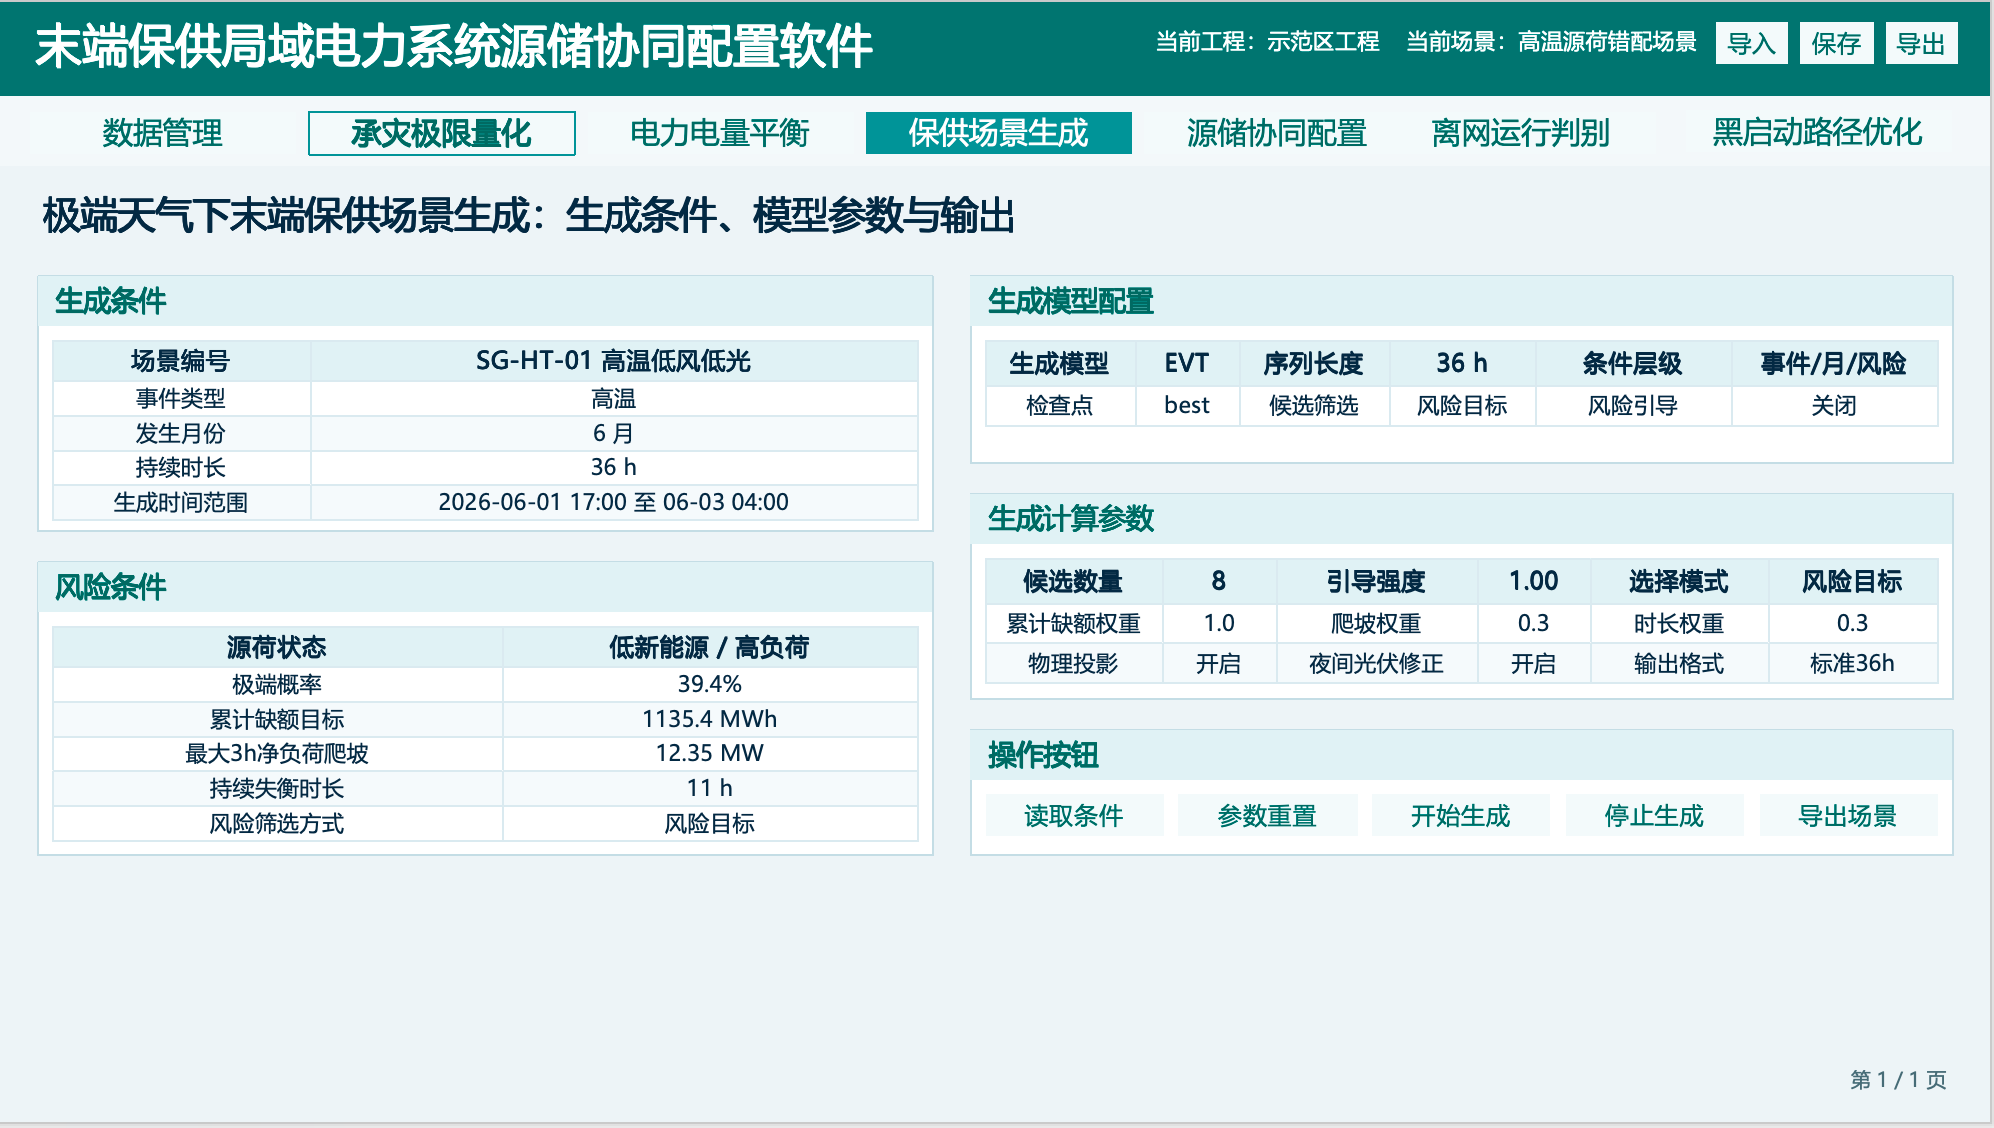 末端保供局域电力系统源储协同配置软件
当前工程：示范区工程 当前场景：高温源荷错配场景 导入 保存 导出
数据管理 承灾极限量化 电力电量平衡 保供场景生成 源储协同配置 离网运行判别 黑启动路径优化
极端天气下末端保供场景生成：生成条件、模型参数与输出
生成条件
场景编号 SG-HT-01 高温低风低光
事件类型 高温
发生月份 6 月
持续时长 36 h
生成时间范围 2026-06-01 17:00 至 06-03 04:00
风险条件
源荷状态 低新能源 / 高负荷
极端概率 39.4%
累计缺额目标 1135.4 MWh
最大3h净负荷爬坡 12.35 MW
持续失衡时长 11 h
风险筛选方式 风险目标
生成模型配置
生成模型 EVT 序列长度 36 h 条件层级 事件/月/风险
检查点 best 候选筛选 风险目标 风险引导 关闭
生成计算参数
候选数量 8 引导强度 1.00 选择模式 风险目标
累计缺额权重 1.0 爬坡权重 0.3 时长权重 0.3
物理投影 开启 夜间光伏修正 开启 输出格式 标准36h
操作按钮
读取条件 参数重置 开始生成 停止生成 导出场景
第 1 / 1 页